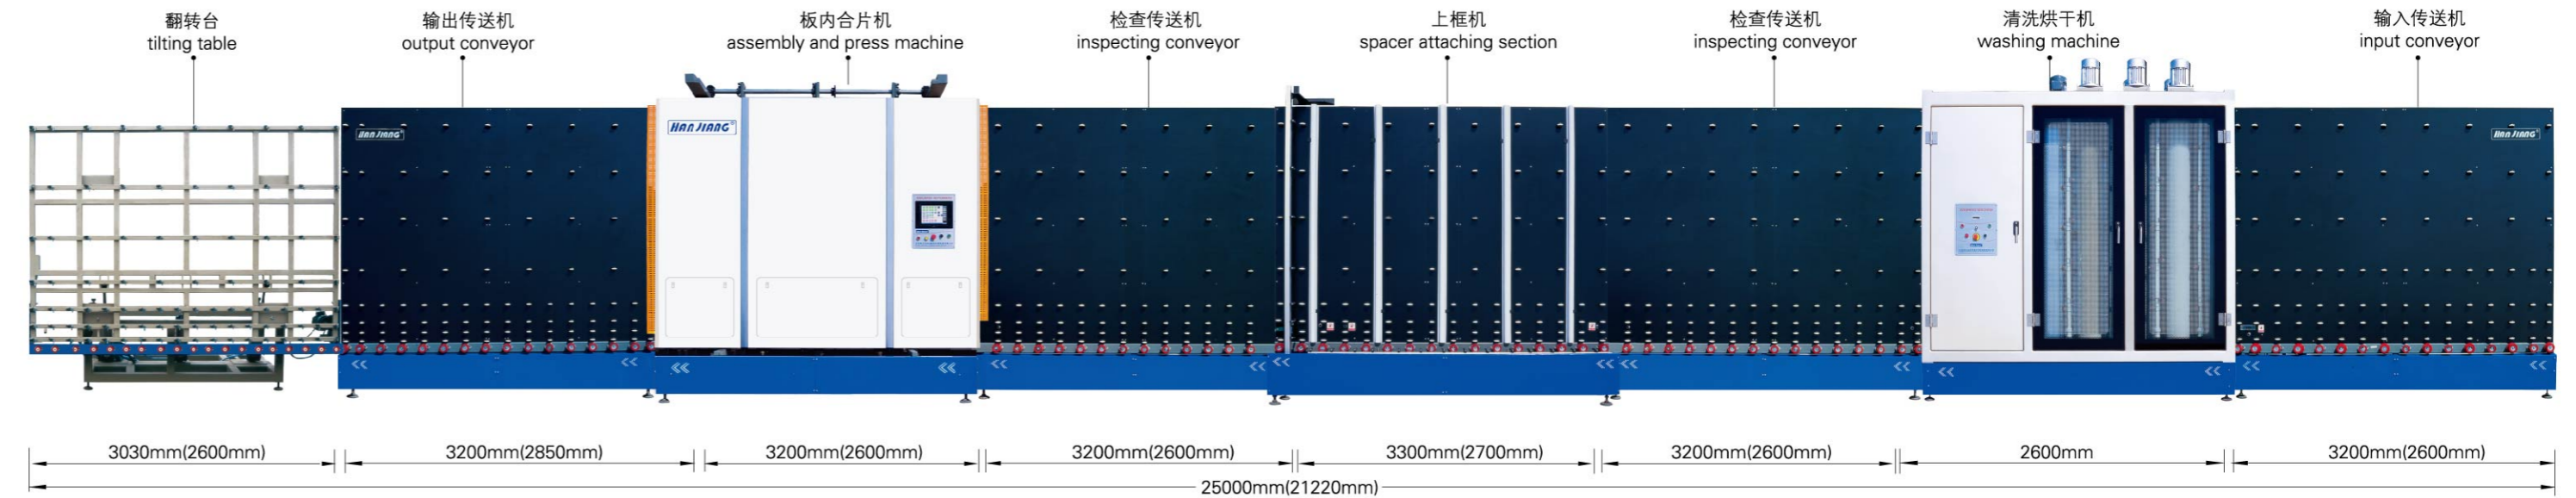 翻转台
tilting table
输出传送机
output conveyor
板内合片机
assembly and press machine
检查传送机
inspecting conveyor
上框机
spacer attaching section
检查传送机
inspecting conveyor
清洗烘干机
washing machine
输入传送机
input conveyor
HANJIANG®
HANJIANG®
HANJIANG®
3030mm(2600mm)
3200mm(2850mm)
3200mm(2600mm)
3200mm(2600mm)
3300mm(2700mm)
3200mm(2600mm)
2600mm
3200mm(2600mm)
25000mm(21220mm)